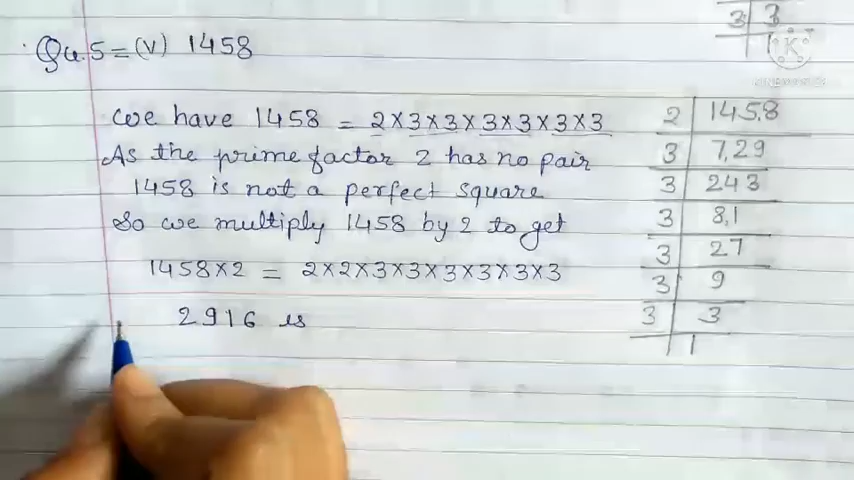 3 3
1
K
KINEMASTER
Qu.5 = (v) 1458
We have 1458 = 2×3×3×3×3×3×3
As the prime factor 2 has no pair
1458 is not a perfect square
So we multiply 1458 by 2 to get
1458×2 = 2×2×3×3×3×3×3×3
2916 is
2 1458
3 729
3 243
3 81
3 27
3 9
3 3
1